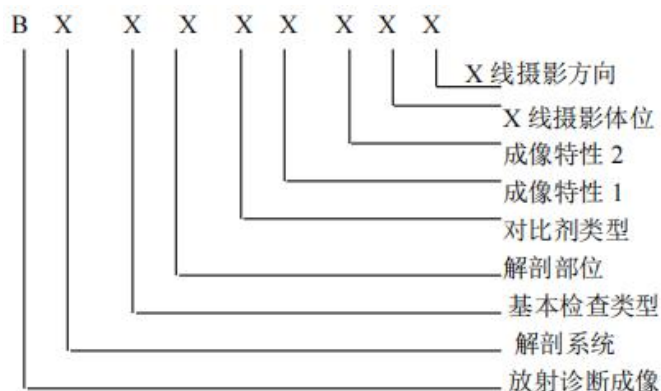 B X X X X X X X X
X 线摄影方向
X 线摄影体位
成像特性 2
成像特性 1
对比剂类型
解剖部位
基本检查类型
解剖系统
放射诊断成像